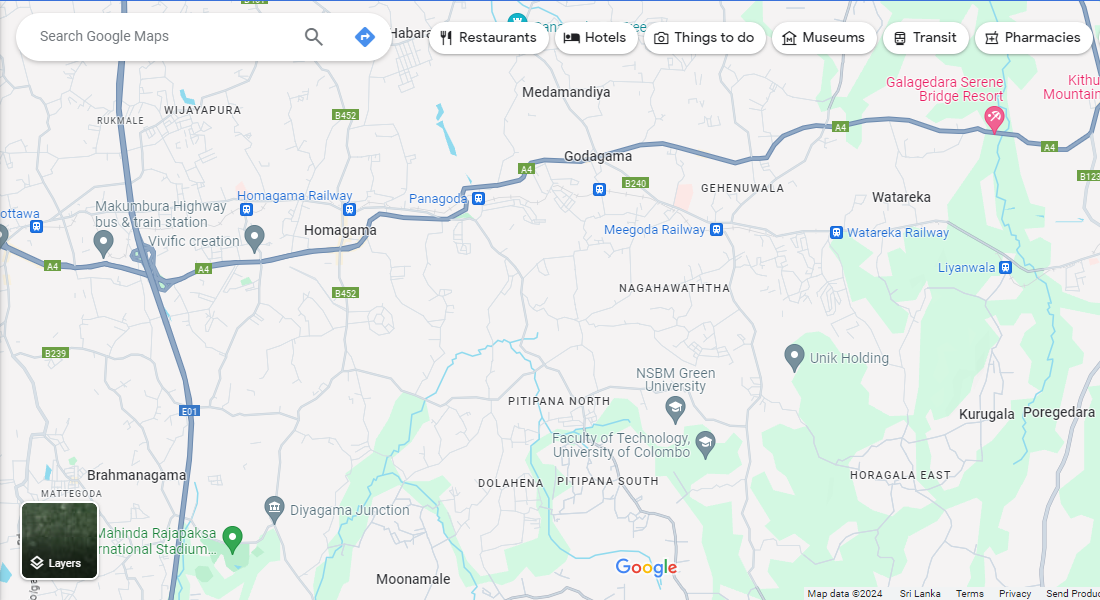 Search Google Maps
Restaurants
Hotels
Things to do
Museums
Transit
Pharmacies
Medamandiya
Galagedara Serene
Bridge Resort
Mountain
WIJAYAPURA
RUKMALE
B452
A4
A4
Godagama
A4
B240
B123
GEHENUWALA
Homagama Railway
Panagoda
Watareka
Makumbura Highway
bus & train station
ottawa
Homagama
Meegoda Railway
Watareka Railway
Vivific creation
A4
A4
Liyanwala
B452
NAGAHAWATHTHA
B239
Unik Holding
NSBM Green
University
PITIPANA NORTH
E01
Kurugala
Poregedara
Faculty of Technology,
University of Colombo
Brahmanagama
MATTEGODA
DOLAHENA
PITIPANA SOUTH
HORAGALA EAST
Diyagama Junction
Mahinda Rajapaksa
rnational Stadium...
Layers
Moonamale
Google
Map data ©2024
Sri Lanka
Terms
Privacy
Send Produc